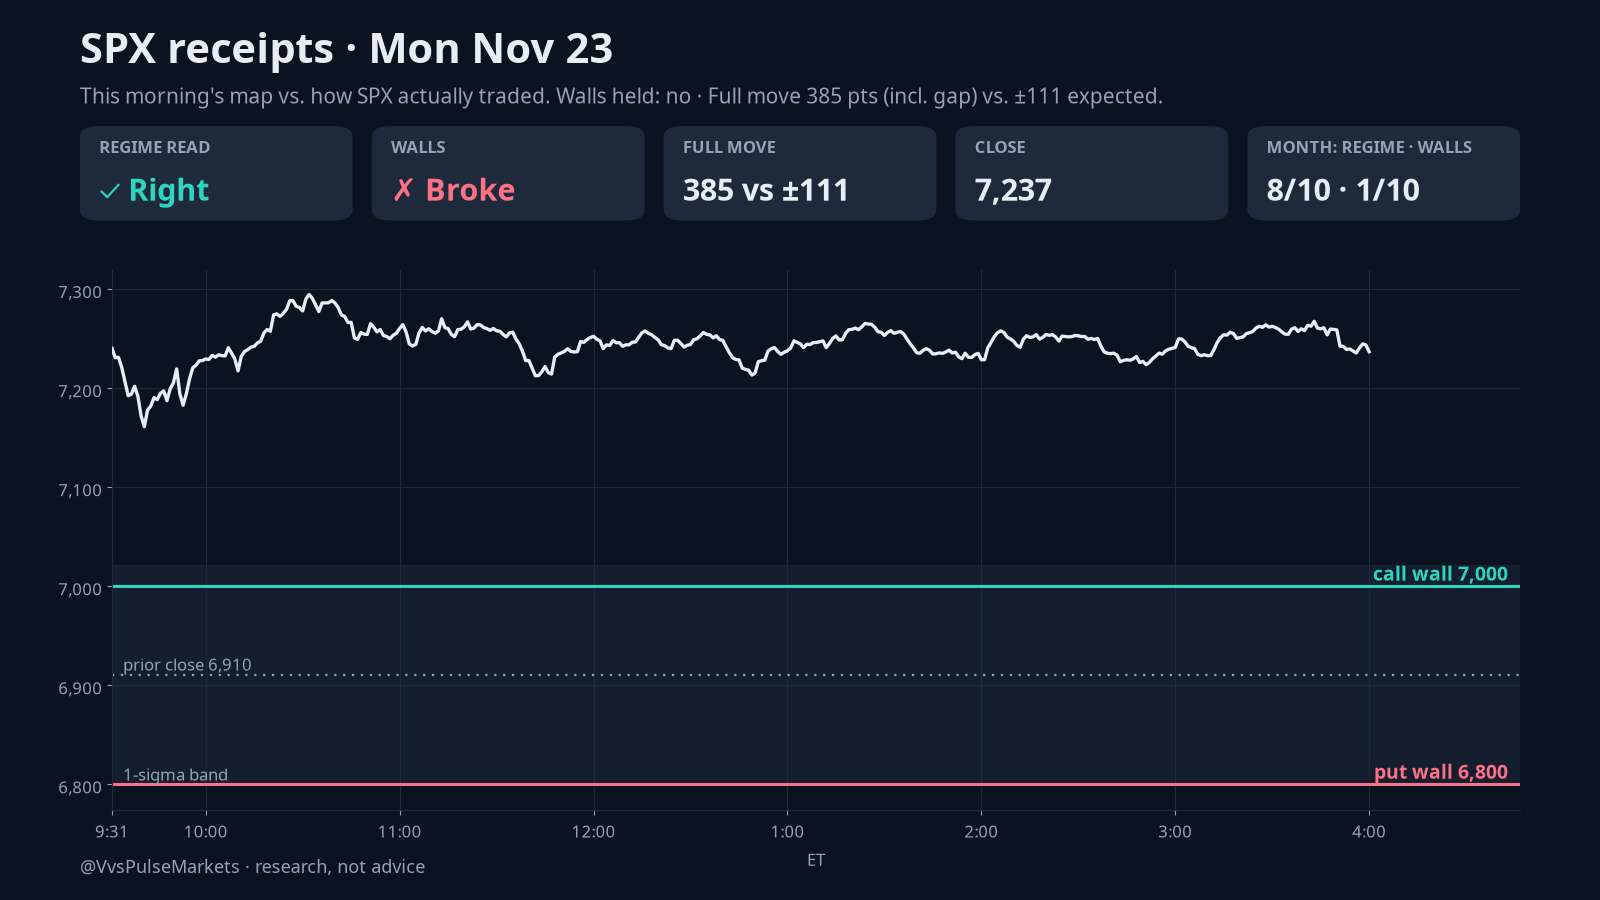 SPX receipts · Mon Nov 23
This morning's map vs. how SPX actually traded. Walls held: no · Full move 385 pts (incl. gap) vs. ±111 expected.
REGIME READ
✓ Right
WALLS
✗ Broke
FULL MOVE
385 vs ±111
CLOSE
7,237
MONTH: REGIME · WALLS
8/10 · 1/10
7,300
7,200
7,100
7,000
call wall 7,000
prior close 6,910
6,900
1-sigma band
put wall 6,800
6,800
9:31 10:00 11:00 12:00 1:00 2:00 3:00 4:00
ET
@VvsPulseMarkets · research, not advice